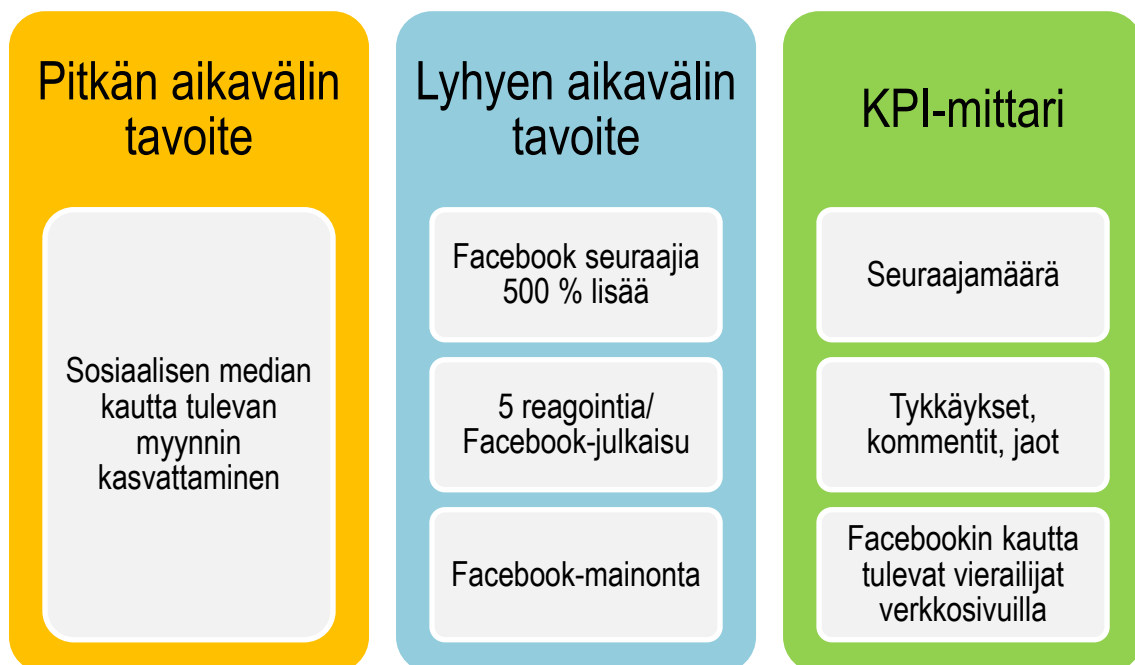 Pitkän aikavälin
tavoite
Sosiaalisen median
kautta tulevan
myynnin
kasvattaminen
Lyhyen aikavälin
tavoite
Facebook seuraajia
500 % lisää
5 reagointia/
Facebook-julkaisu
Facebook-mainonta
KPI-mittari
Seuraajamäärä
Tykkäykset,
kommentit, jaot
Facebookin kautta
tulevat vierailijat
verkkosivuilla